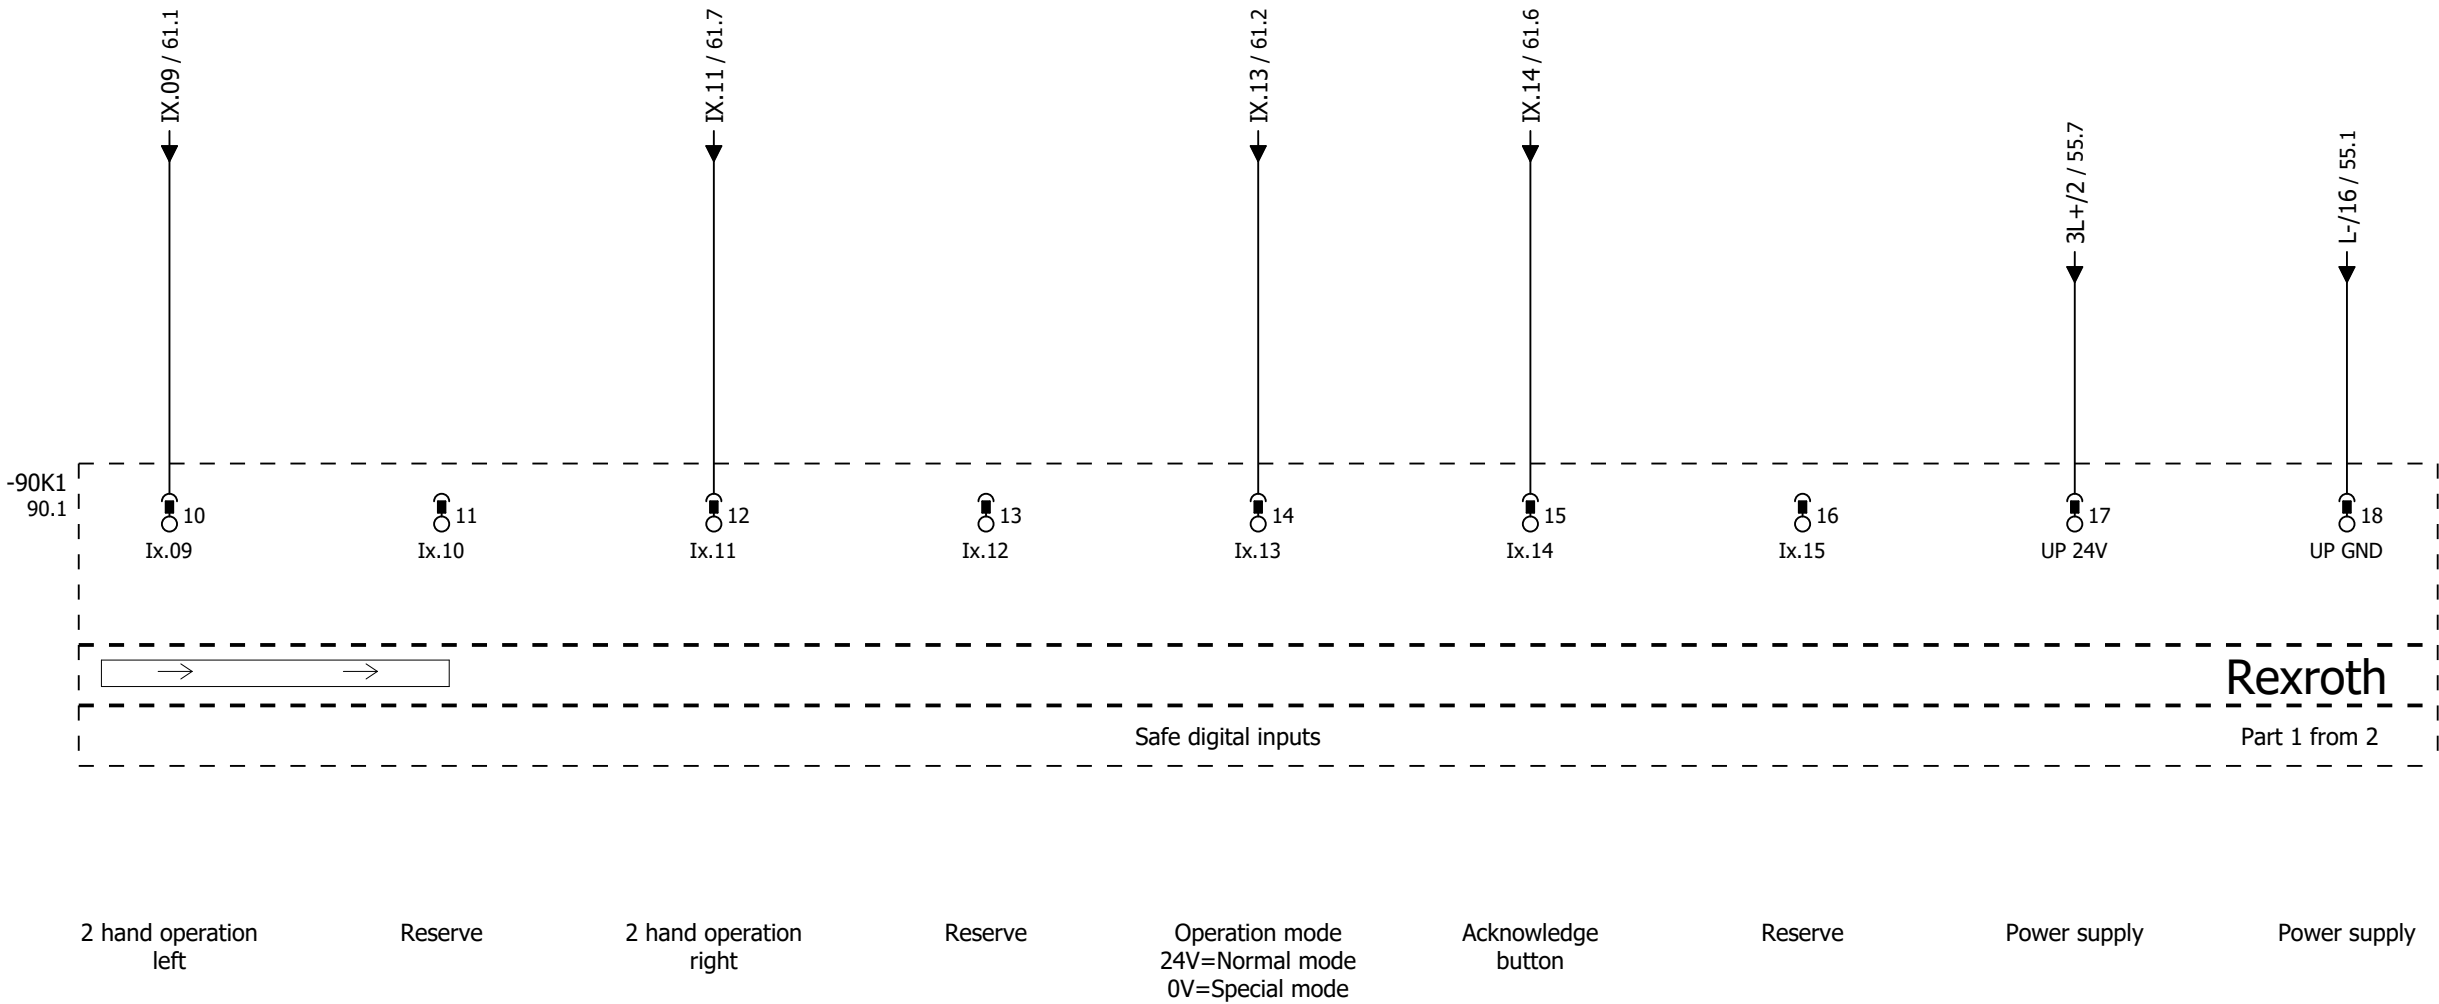 IX.09 / 61.1
IX.11 / 61.7
IX.13 / 61.2
IX.14 / 61.6
3L+/2 / 55.7
L-/16 / 55.1
-90K1
90.1
10
11
12
13
14
15
16
17
18
Ix.09
Ix.10
Ix.11
Ix.12
Ix.13
Ix.14
Ix.15
UP 24V
UP GND
Rexroth
Safe digital inputs
Part 1 from 2
2 hand operation
left
Reserve
2 hand operation
right
Reserve
Operation mode
24V=Normal mode
0V=Special mode
Acknowledge
button
Reserve
Power supply
Power supply